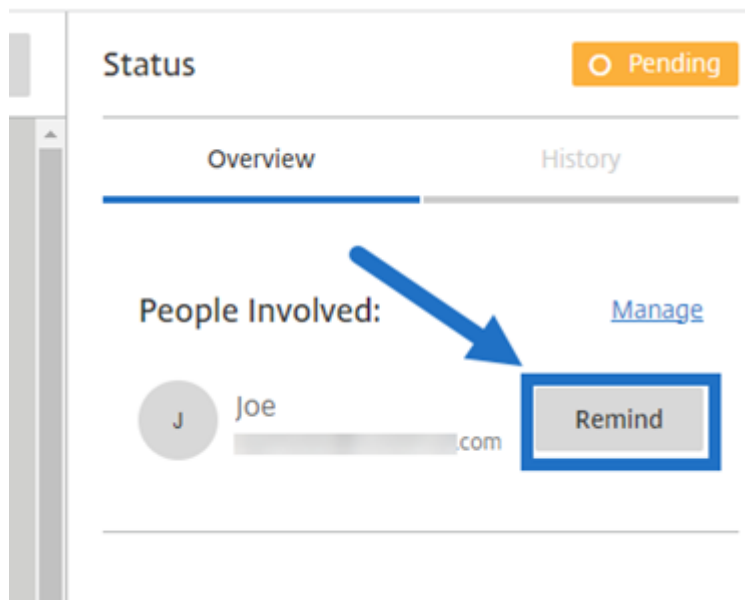 Status
Pending
Overview
History
People Involved:
Manage
J
Joe
.com
Remind